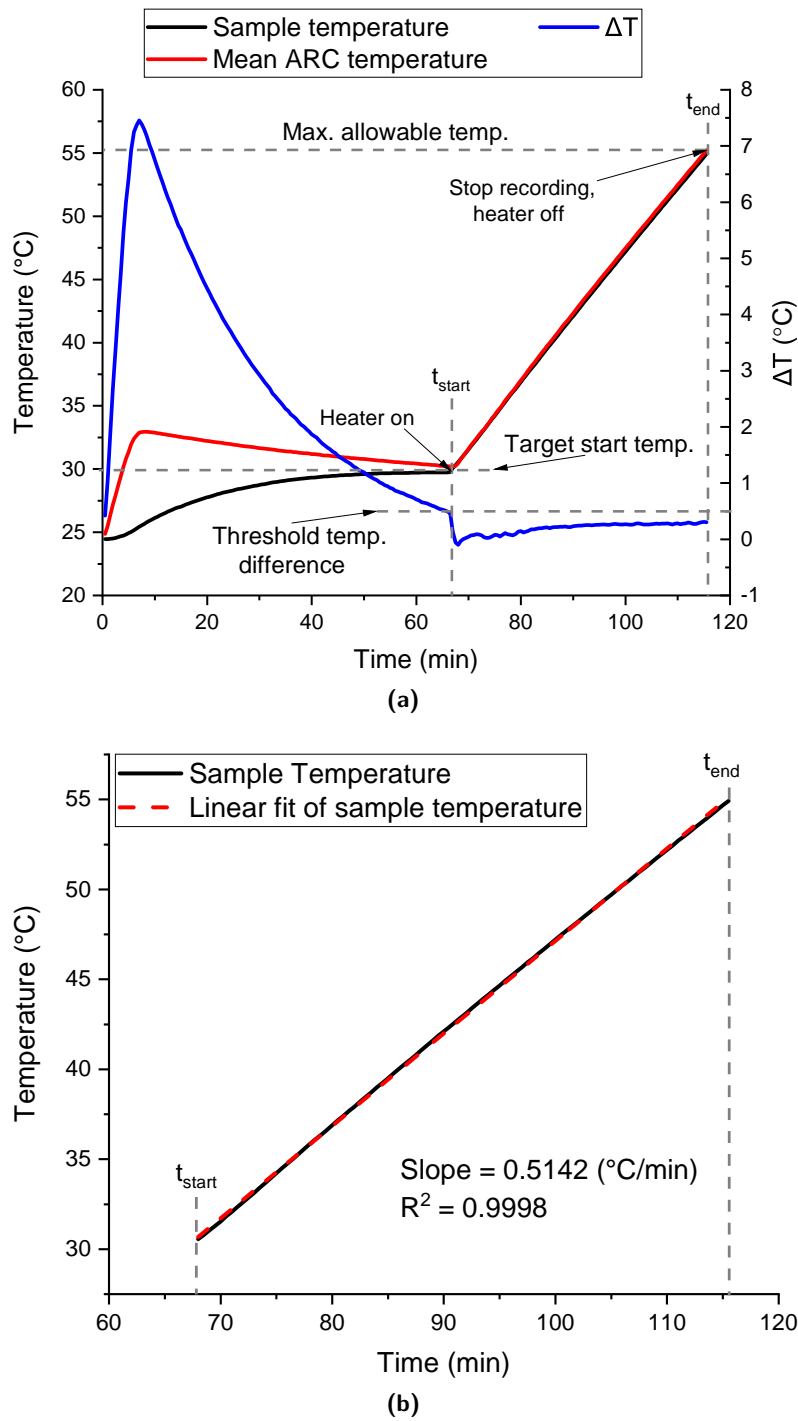 Sample temperature
ΔT
Mean ARC temperature
60
55
50
45
40
35
30
25
20
Temperature (°C)
8
7
6
5
4
3
2
1
0
-1
ΔT (°C)
t_end
Max. allowable temp.
Stop recording,
heater off
t_start
Heater on
Target start temp.
Threshold temp.
difference
0
20
40
60
80
100
120
Time (min)
(a)
Sample Temperature
Linear fit of sample temperature
t_end
55
50
45
40
35
30
Temperature (°C)
t_start
Slope = 0.5142 (°C/min)
R² = 0.9998
60
70
80
90
100
110
120
Time (min)
(b)